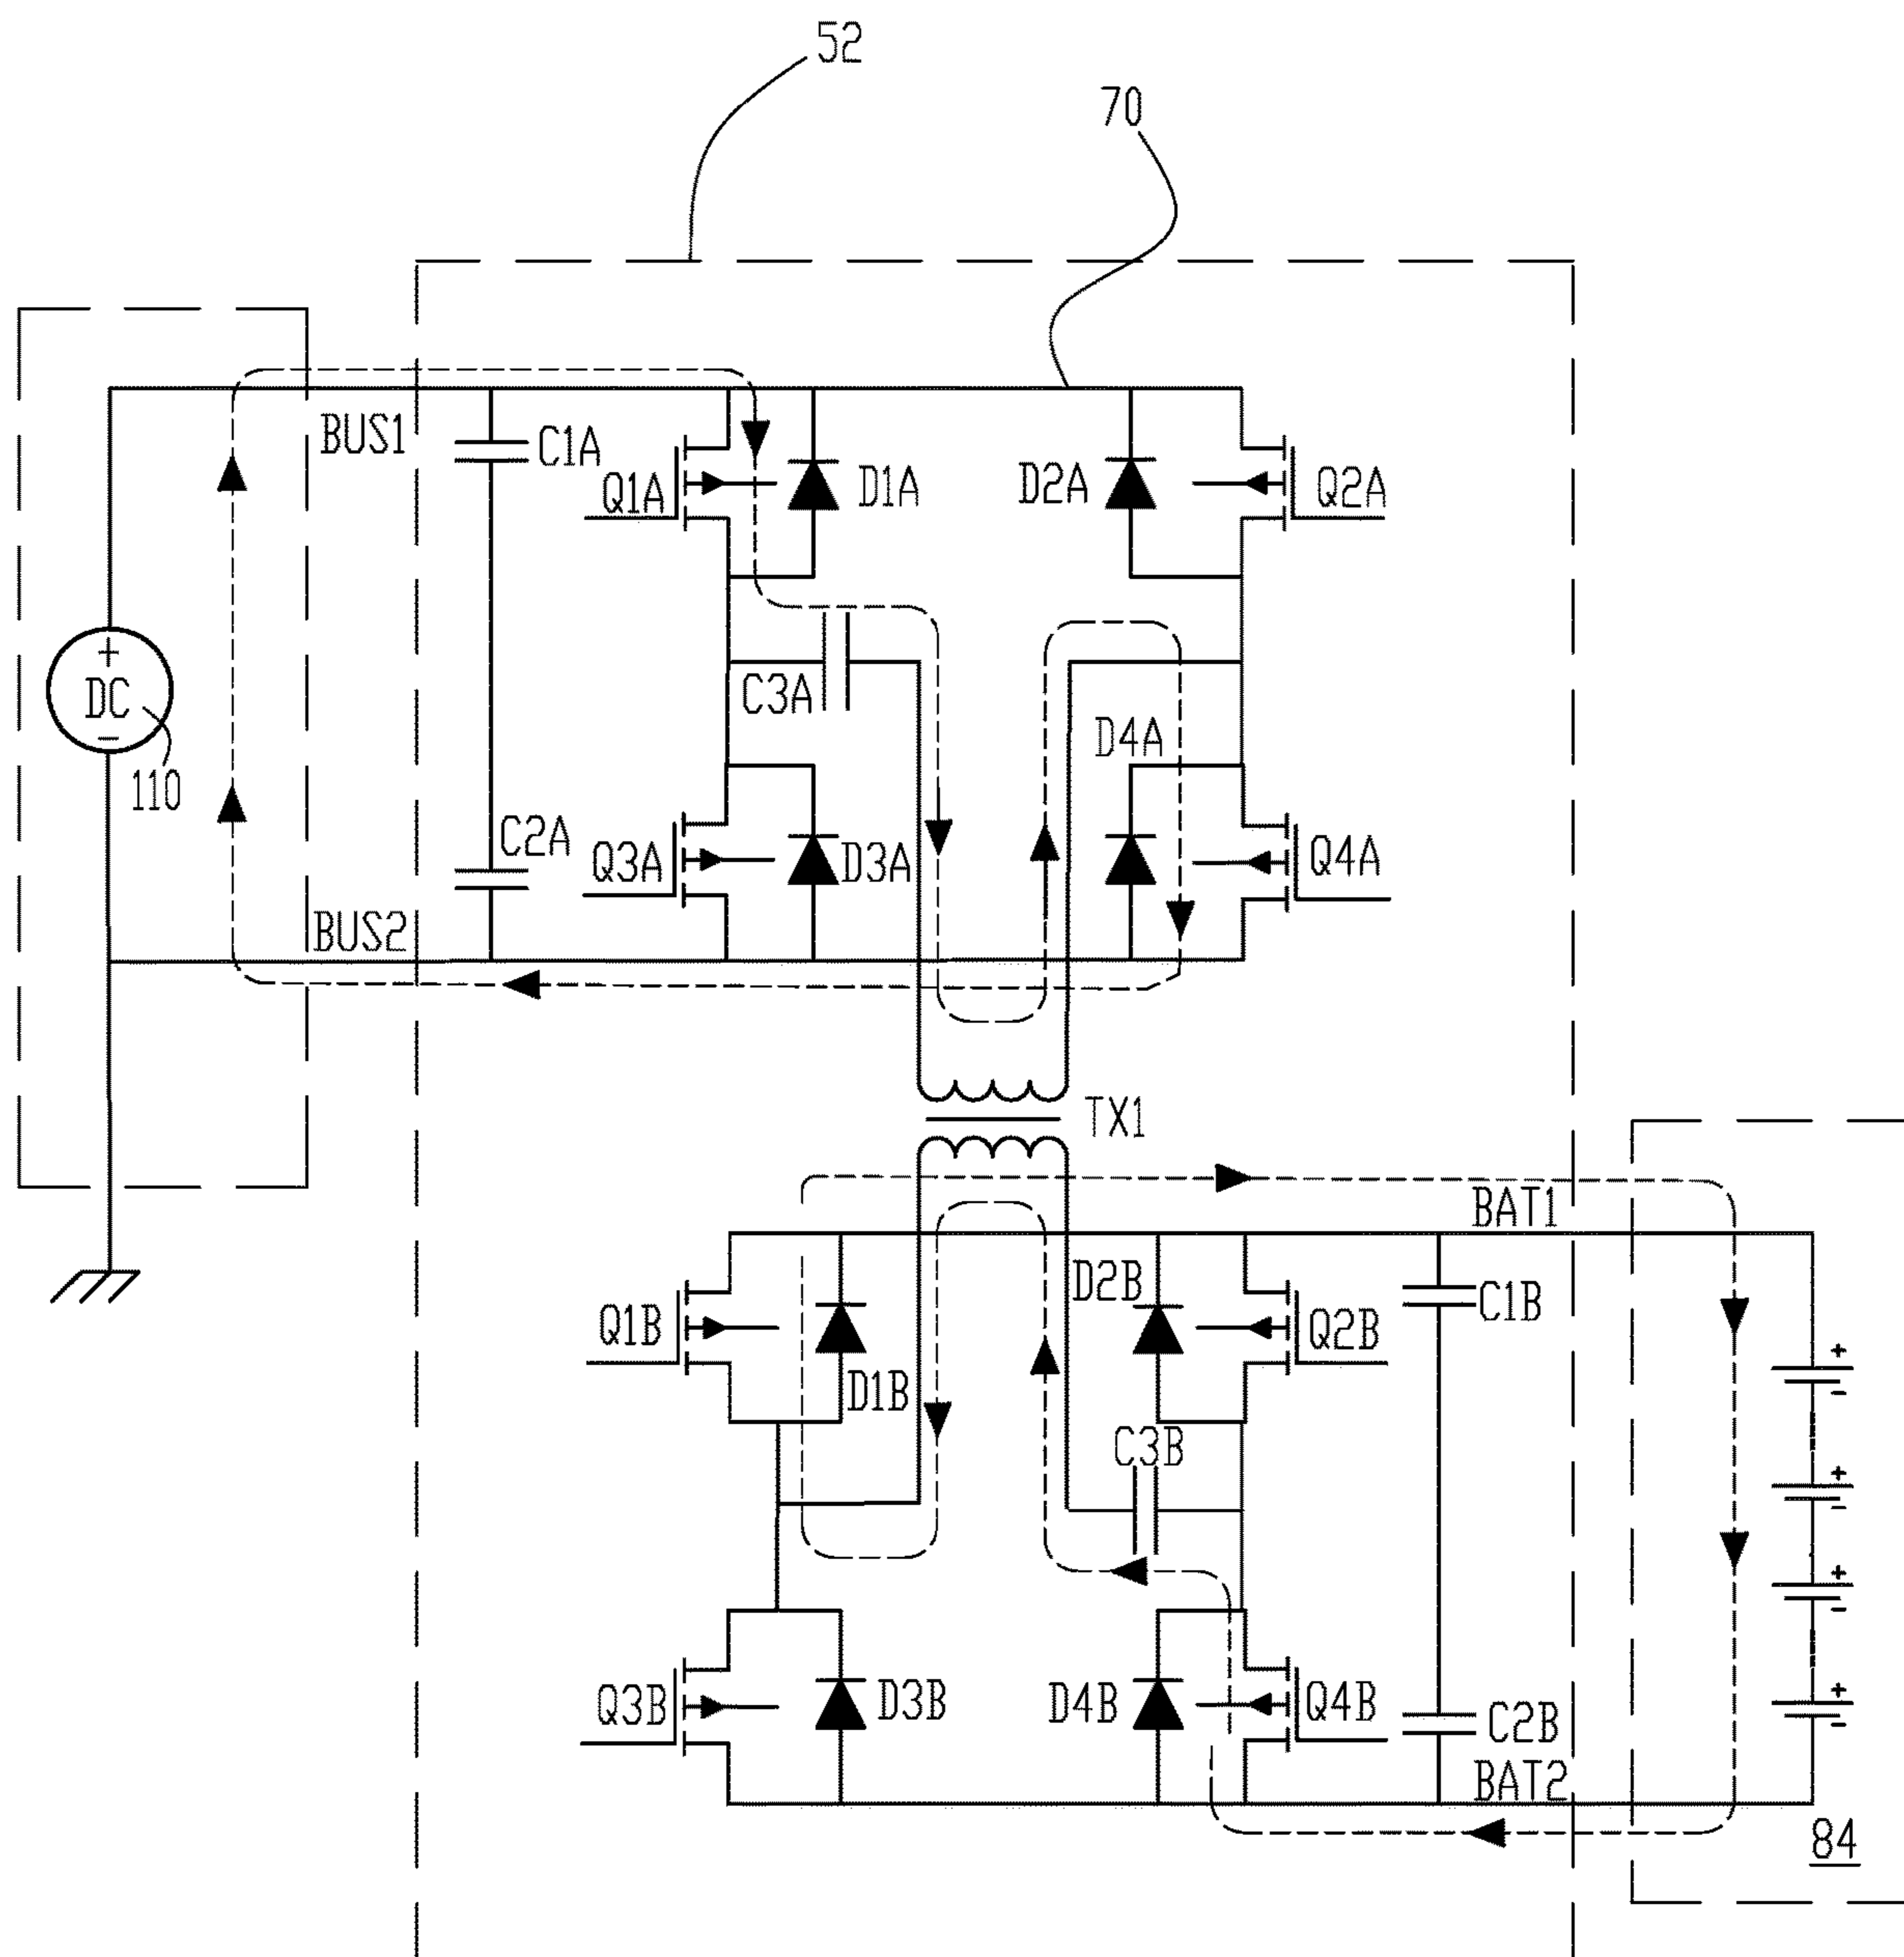 52
70
BUS1
C1A
Q1A
D1A
D2A
Q2A
+
DC
-
110
C3A
D4A
C2A
Q3A
D3A
Q4A
BUS2
TX1
BAT1
Q1B
D1B
D2B
Q2B
C1B
+
-
C3B
+
-
+
-
Q3B
D3B
D4B
Q4B
C2B
+
-
BAT2
84